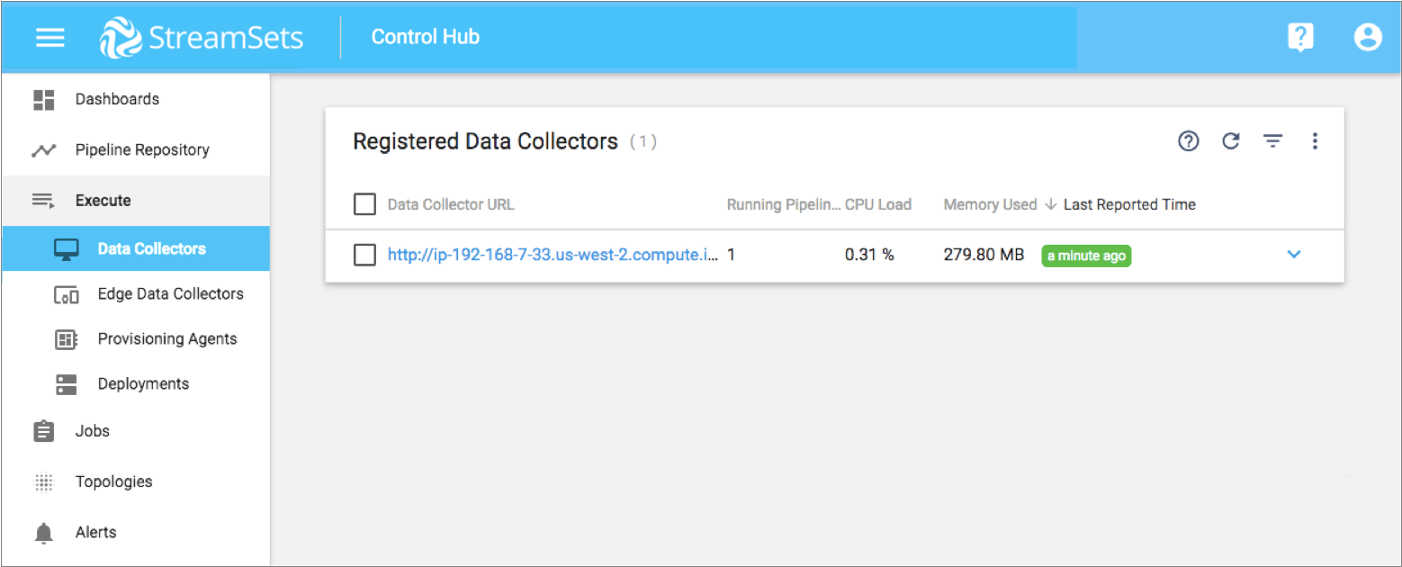 StreamSets Control Hub ?
Dashboards
Pipeline Repository
Execute
Data Collectors
Edge Data Collectors
Provisioning Agents
Deployments
Jobs
Topologies
Alerts
Registered Data Collectors (1) ?
Data Collector URL Running Pipelin... CPU Load Memory Used Last Reported Time
http://ip-192-168-7-33.us-west-2.compute.i... 1 0.31 % 279.80 MB a minute ago